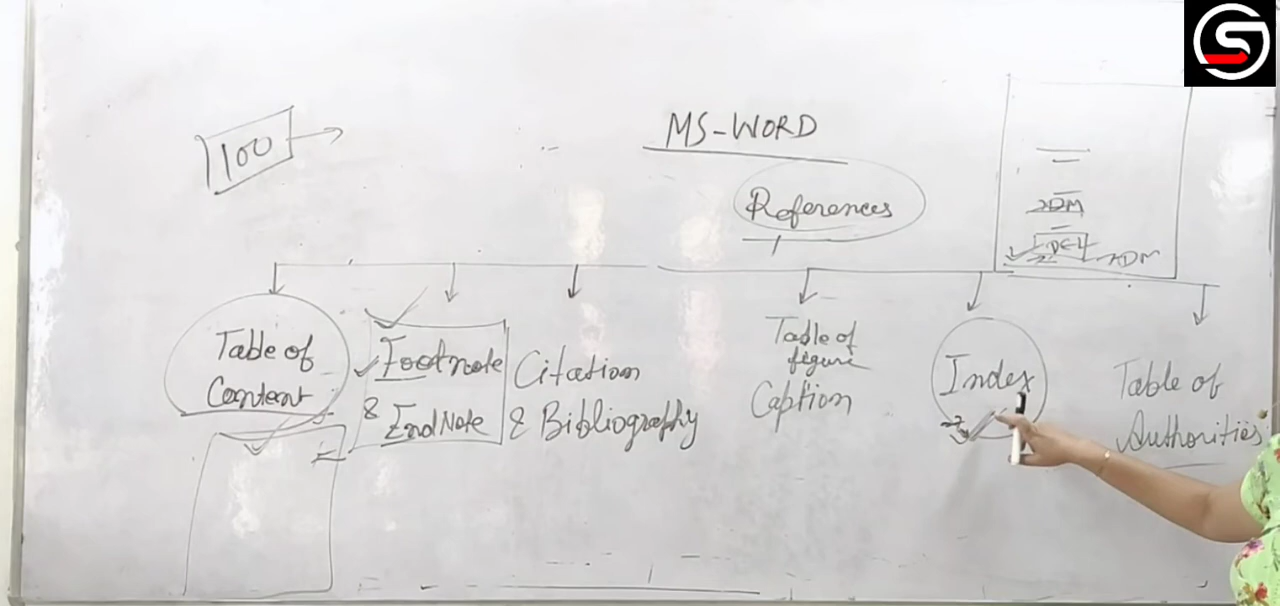 100
MS-WORD
References
Table of
Content
Footnote
& EndNote
Citation
& Bibliography
Table of
figure
Caption
Index
Table of
Authorities